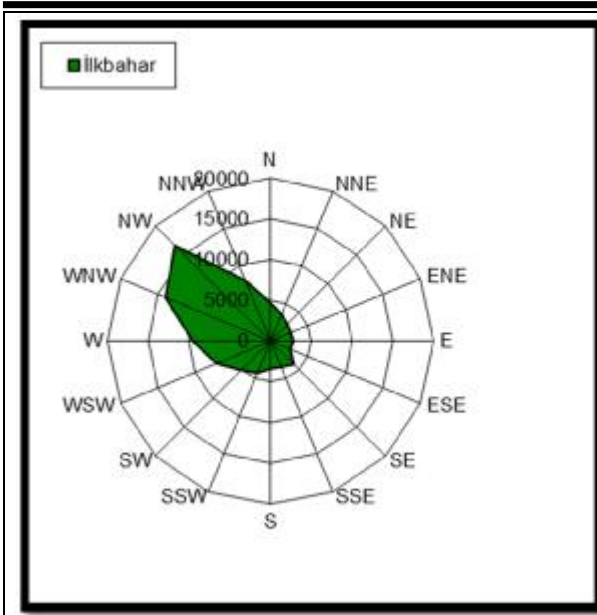 İlkbahar
N
NNW 20000 NNE
15000
NW NE
10000
WNW ENE
5000
W 0 E
WSW ESE
SW SE
SSW SSE
S